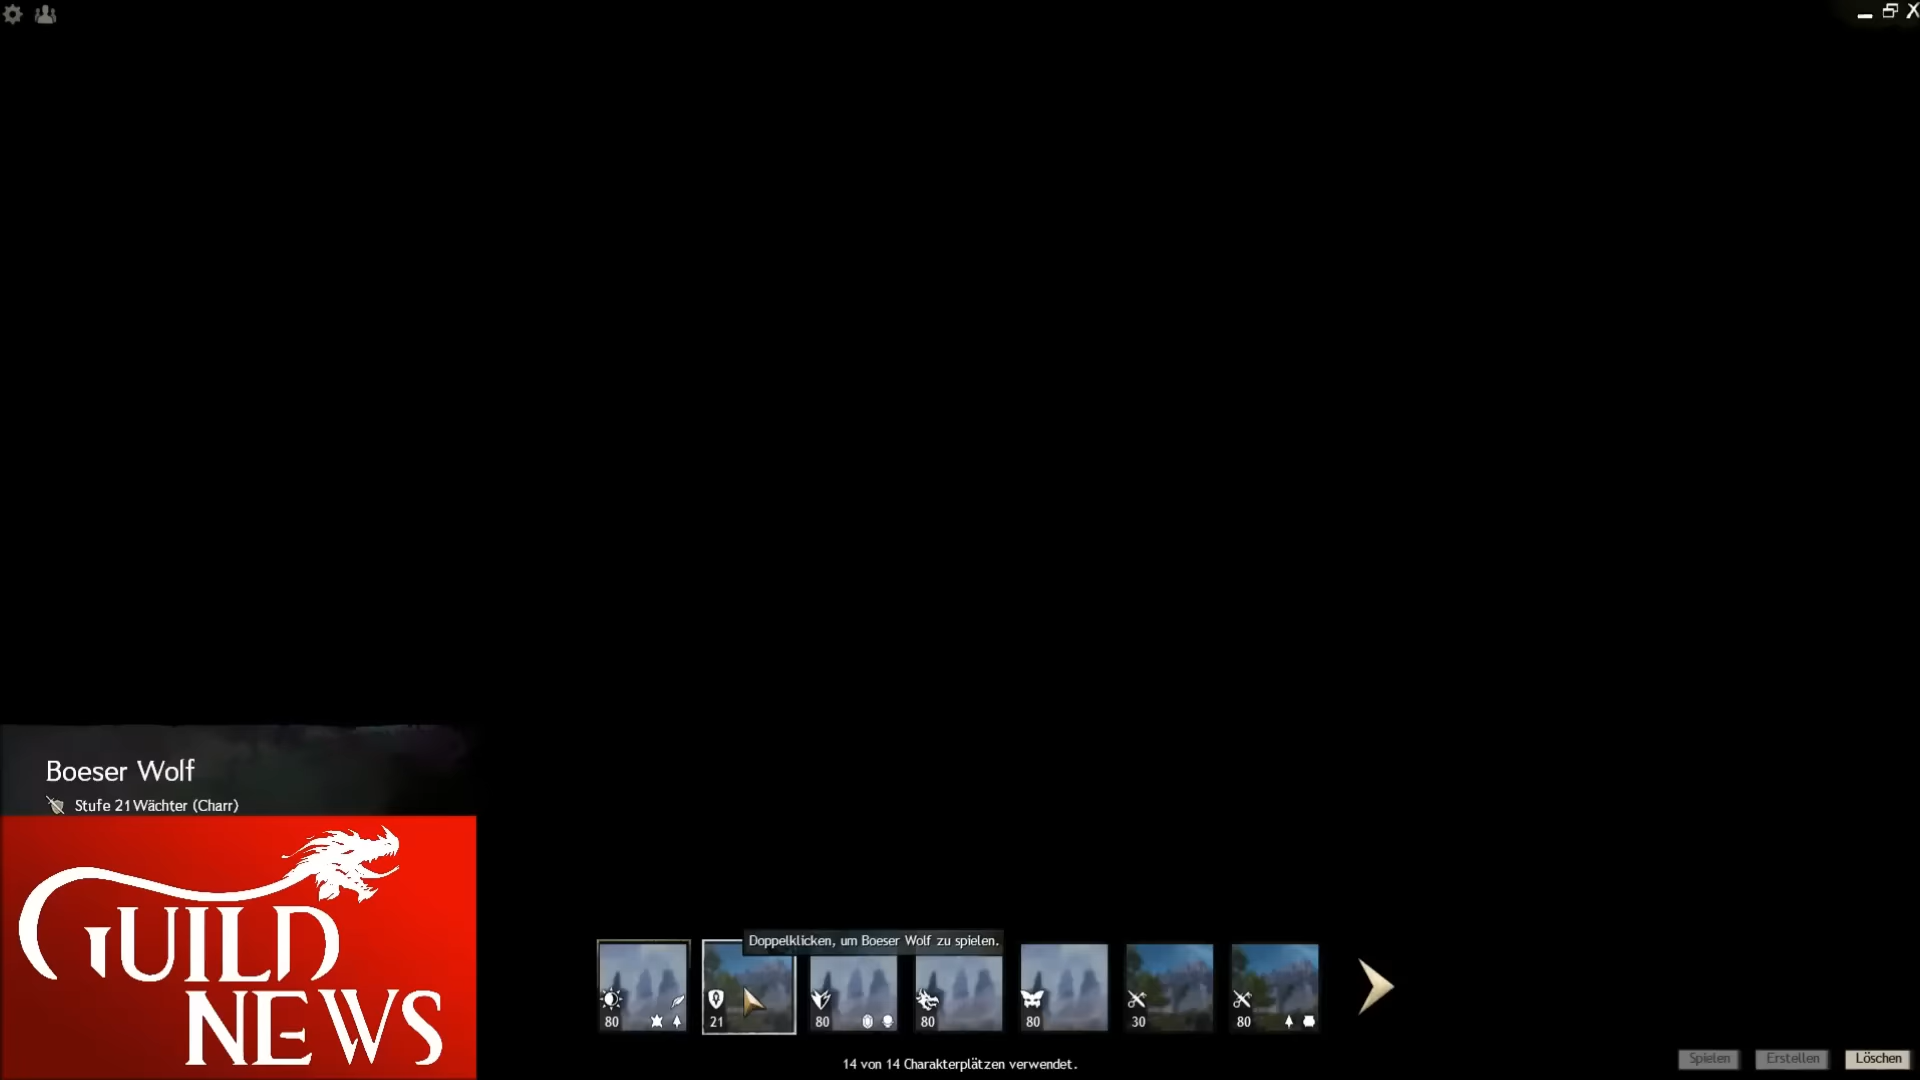 X
Boeser Wolf
Stufe 21 Wächter (Charr)
GUILD
NEWS
Doppelklicken, um Boeser Wolf zu spielen.
80
21
80
80
80
30
80
14 von 14 Charakterplätzen verwendet.
Spielen
Erstellen
Löschen